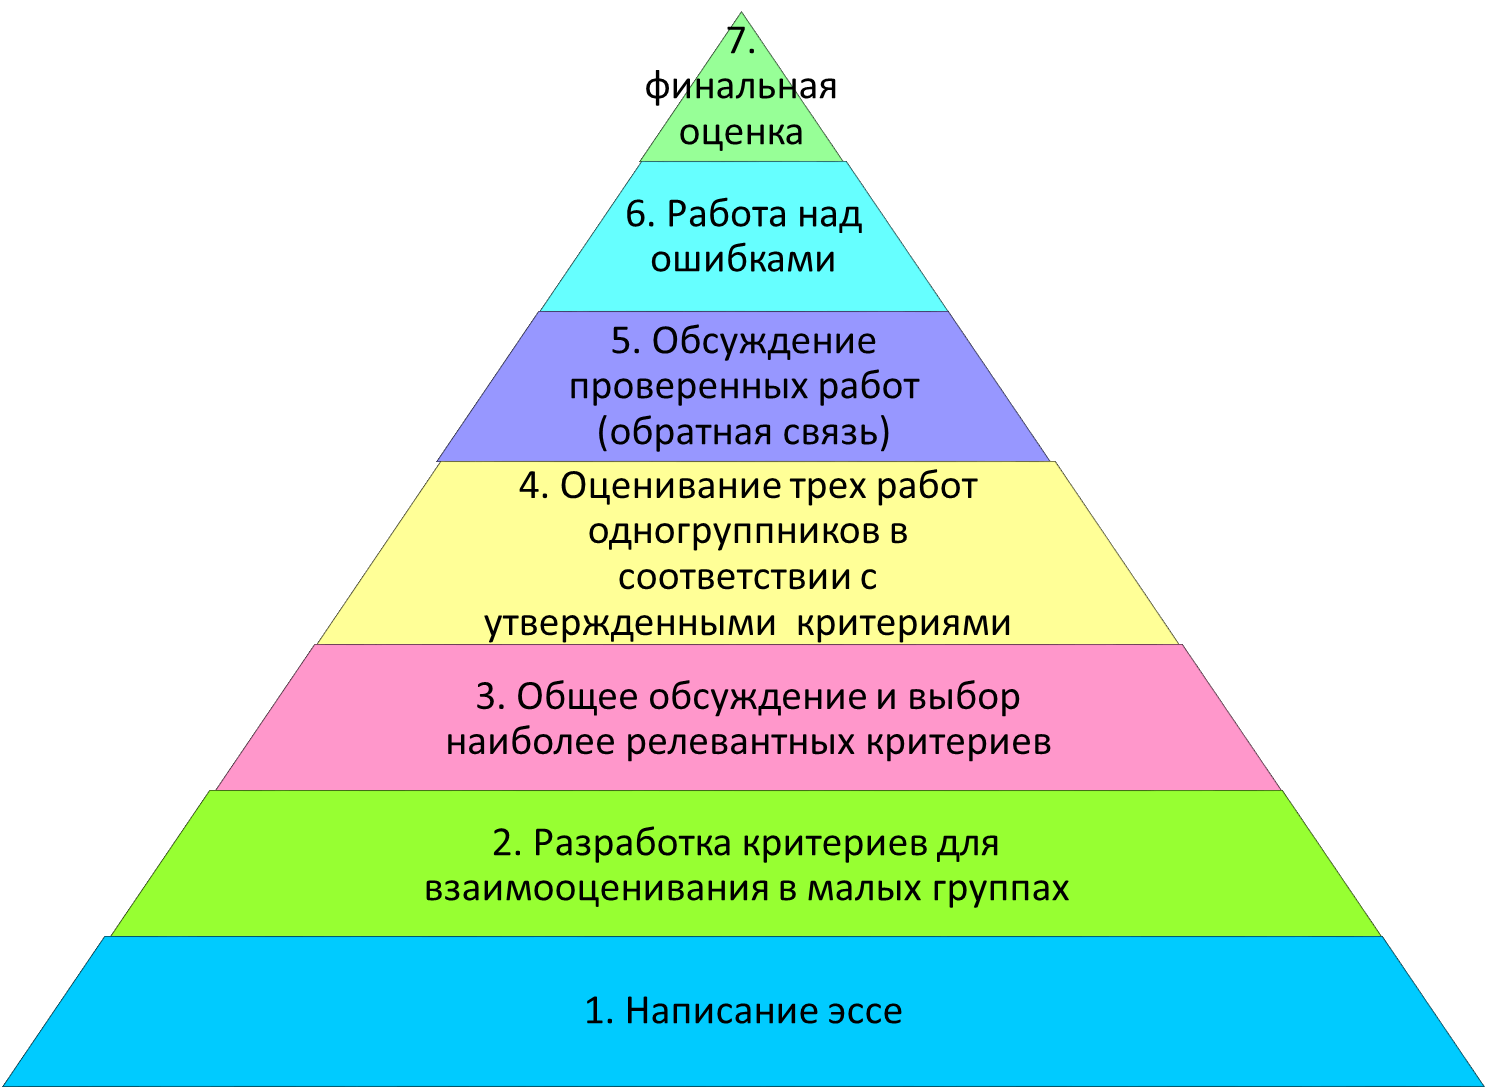 7.
финальная
оценка
6. Работа над
ошибками
5. Обсуждение
проверенных работ
(обратная связь)
4. Оценивание трех работ
одногруппников в
соответствии с
утвержденными  критериями
3. Общее обсуждение и выбор
наиболее релевантных критериев
2. Разработка критериев для
взаимооценивания в малых группах
1. Написание эссе